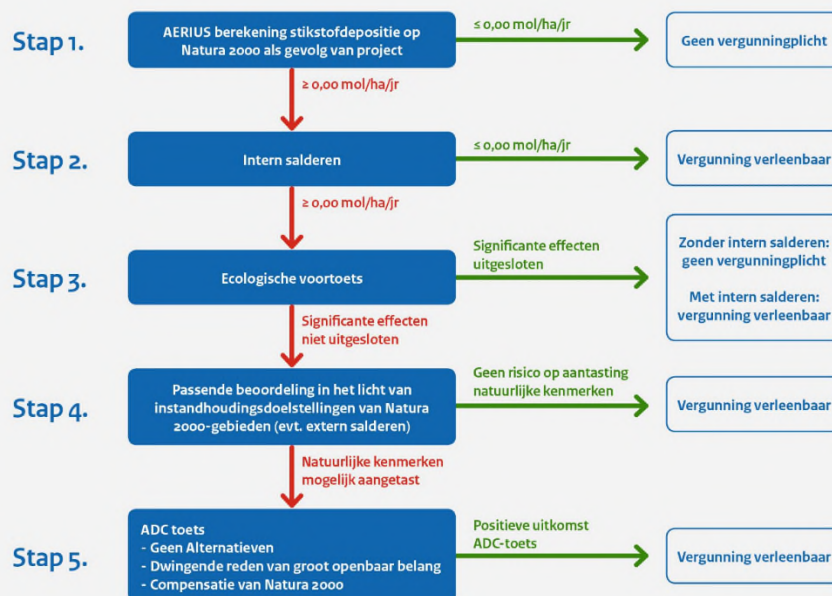 Stap 1.
AERIUS berekening stikstofdepositie op
Natura 2000 als gevolg van project
≤ 0,00 mol/ha/jr
Geen vergunningplicht
≥ 0,00 mol/ha/jr
Stap 2.
Intern salderen
≤ 0,00 mol/ha/jr
Vergunning verleenbaar
≥ 0,00 mol/ha/jr
Stap 3.
Ecologische voortoets
Significante effecten
uitgesloten
Zonder intern salderen:
geen vergunningplicht
Met intern salderen:
vergunning verleenbaar
Significante effecten
niet uitgesloten
Stap 4.
Passende beoordeling in het licht van
instandhoudingsdoelstellingen van Natura
2000-gebieden (evt. extern salderen)
Geen risico op aantasting
natuurlijke kenmerken
Vergunning verleenbaar
Natuurlijke kenmerken
mogelijk aangetast
Stap 5.
ADC toets
- Geen Alternatieven
- Dwingende reden van groot openbaar belang
- Compensatie van Natura 2000
Positieve uitkomst
ADC-toets
Vergunning verleenbaar